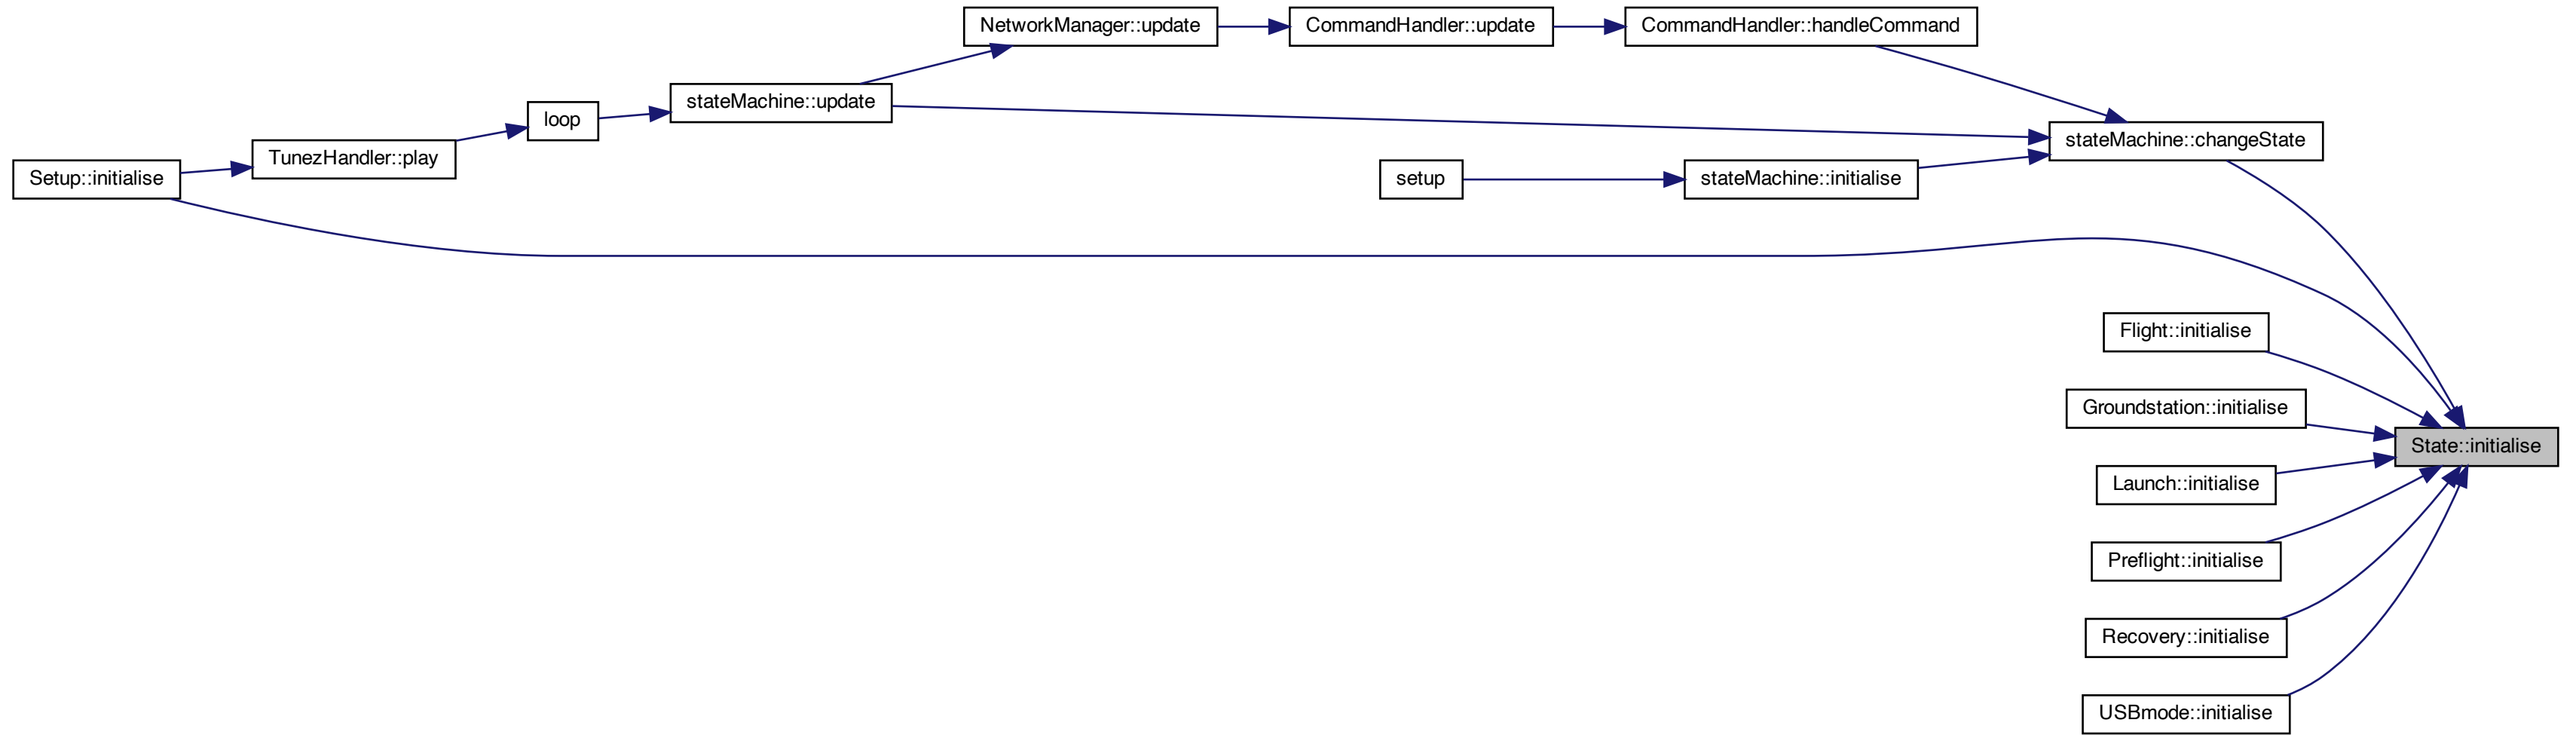 NetworkManager::update
CommandHandler::update
CommandHandler::handleCommand
stateMachine::update
loop
stateMachine::changeState
TunezHandler::play
Setup::initialise
setup
stateMachine::initialise
Flight::initialise
Groundstation::initialise
State::initialise
Launch::initialise
Preflight::initialise
Recovery::initialise
USBmode::initialise